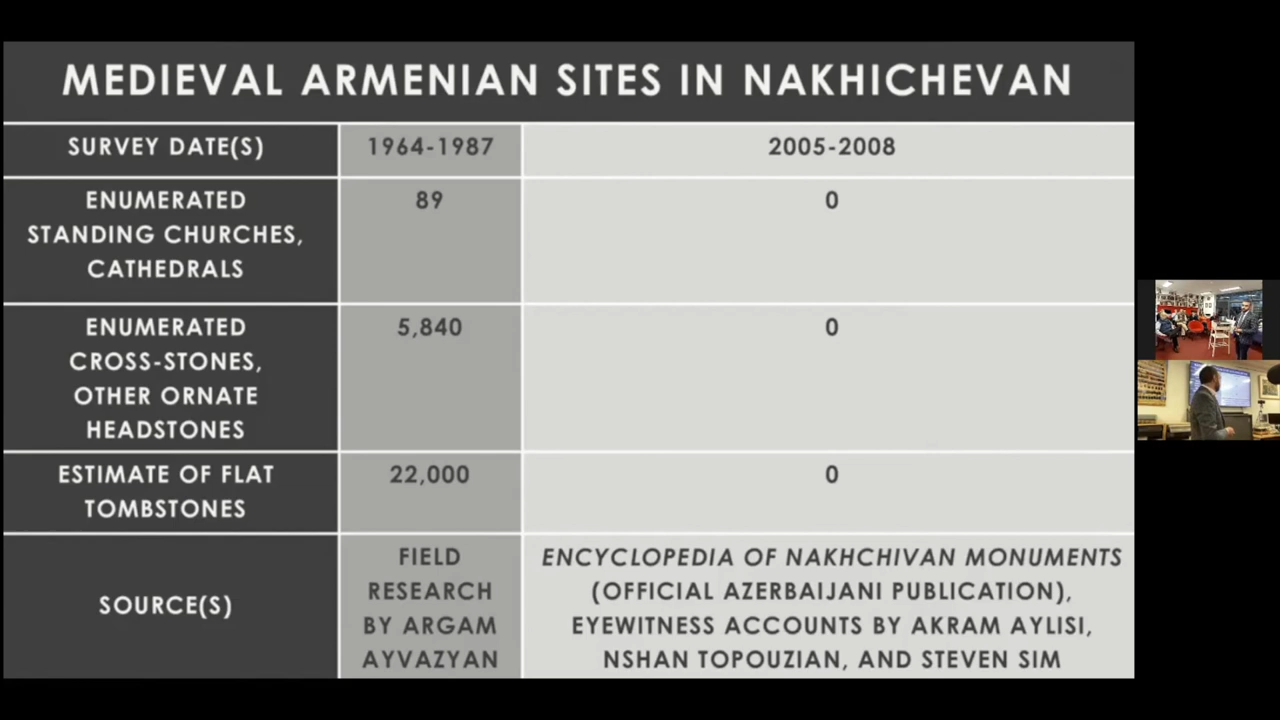 MEDIEVAL ARMENIAN SITES IN NAKHICHEVAN
SURVEY DATE(S)
1964-1987
2005-2008
ENUMERATED
STANDING CHURCHES,
CATHEDRALS
89
0
ENUMERATED
CROSS-STONES,
OTHER ORNATE
HEADSTONES
5,840
0
ESTIMATE OF FLAT
TOMBSTONES
22,000
0
SOURCE(S)
FIELD
RESEARCH
BY ARGAM
AYVAZYAN
ENCYCLOPEDIA OF NAKHCHIVAN MONUMENTS
(OFFICIAL AZERBAIJANI PUBLICATION),
EYEWITNESS ACCOUNTS BY AKRAM AYLISI,
NSHAN TOPOUZIAN, AND STEVEN SIM